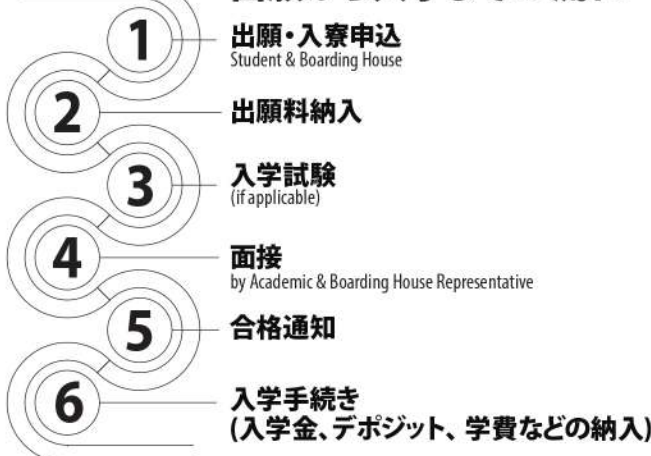 1
出願・入寮申込
Student & Boarding House
2
出願料納入
3
入学試験
(if applicable)
4
面接
by Academic & Boarding House Representative
5
合格通知
6
入学手続き
(入学金、デポジット、学費などの納入)